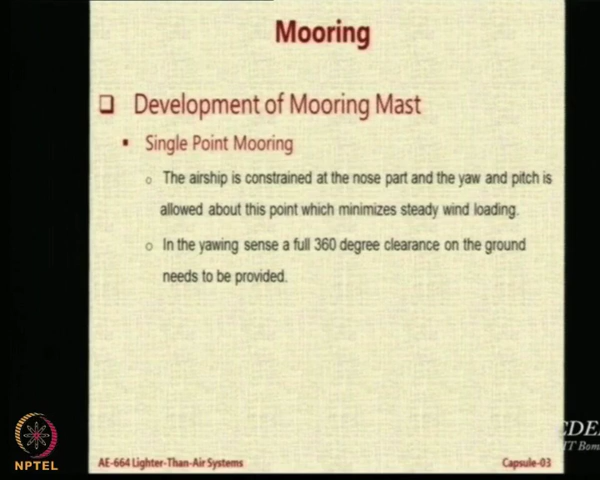 Mooring
Development of Mooring Mast
Single Point Mooring
The airship is constrained at the nose part and the yaw and pitch is
allowed about this point which minimizes steady wind loading.
In the yawing sense a full 360 degree clearance on the ground
needs to be provided.
NPTEL
AE-664 Lighter-Than-Air Systems
Capsule-03